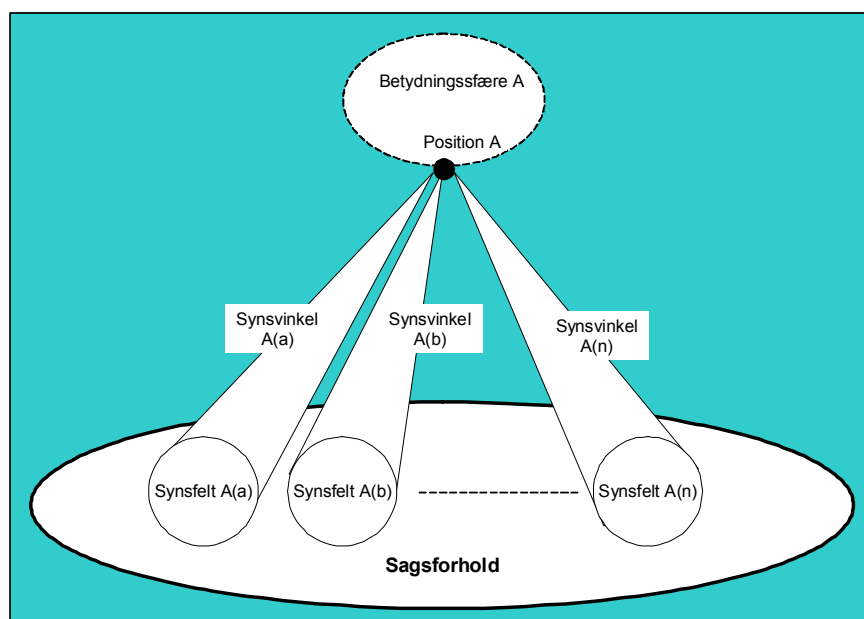 Betydningssfære A
Position A
Synsvinkel
A(a)
Synsvinkel
A(b)
Synsvinkel
A(n)
Synsfelt A(a)
Synsfelt A(b)
Synsfelt A(n)
Sagsforhold